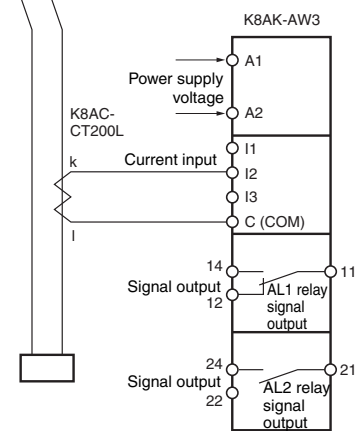 K8AK-AW3
A1
Power supply
voltage
A2
K8AC-
CT200L
I1
k
Current input
I2
I3
C (COM)
l
14
11
Signal output
AL1 relay
12
signal
output
24
21
Signal output
AL2 relay
22
signal
output